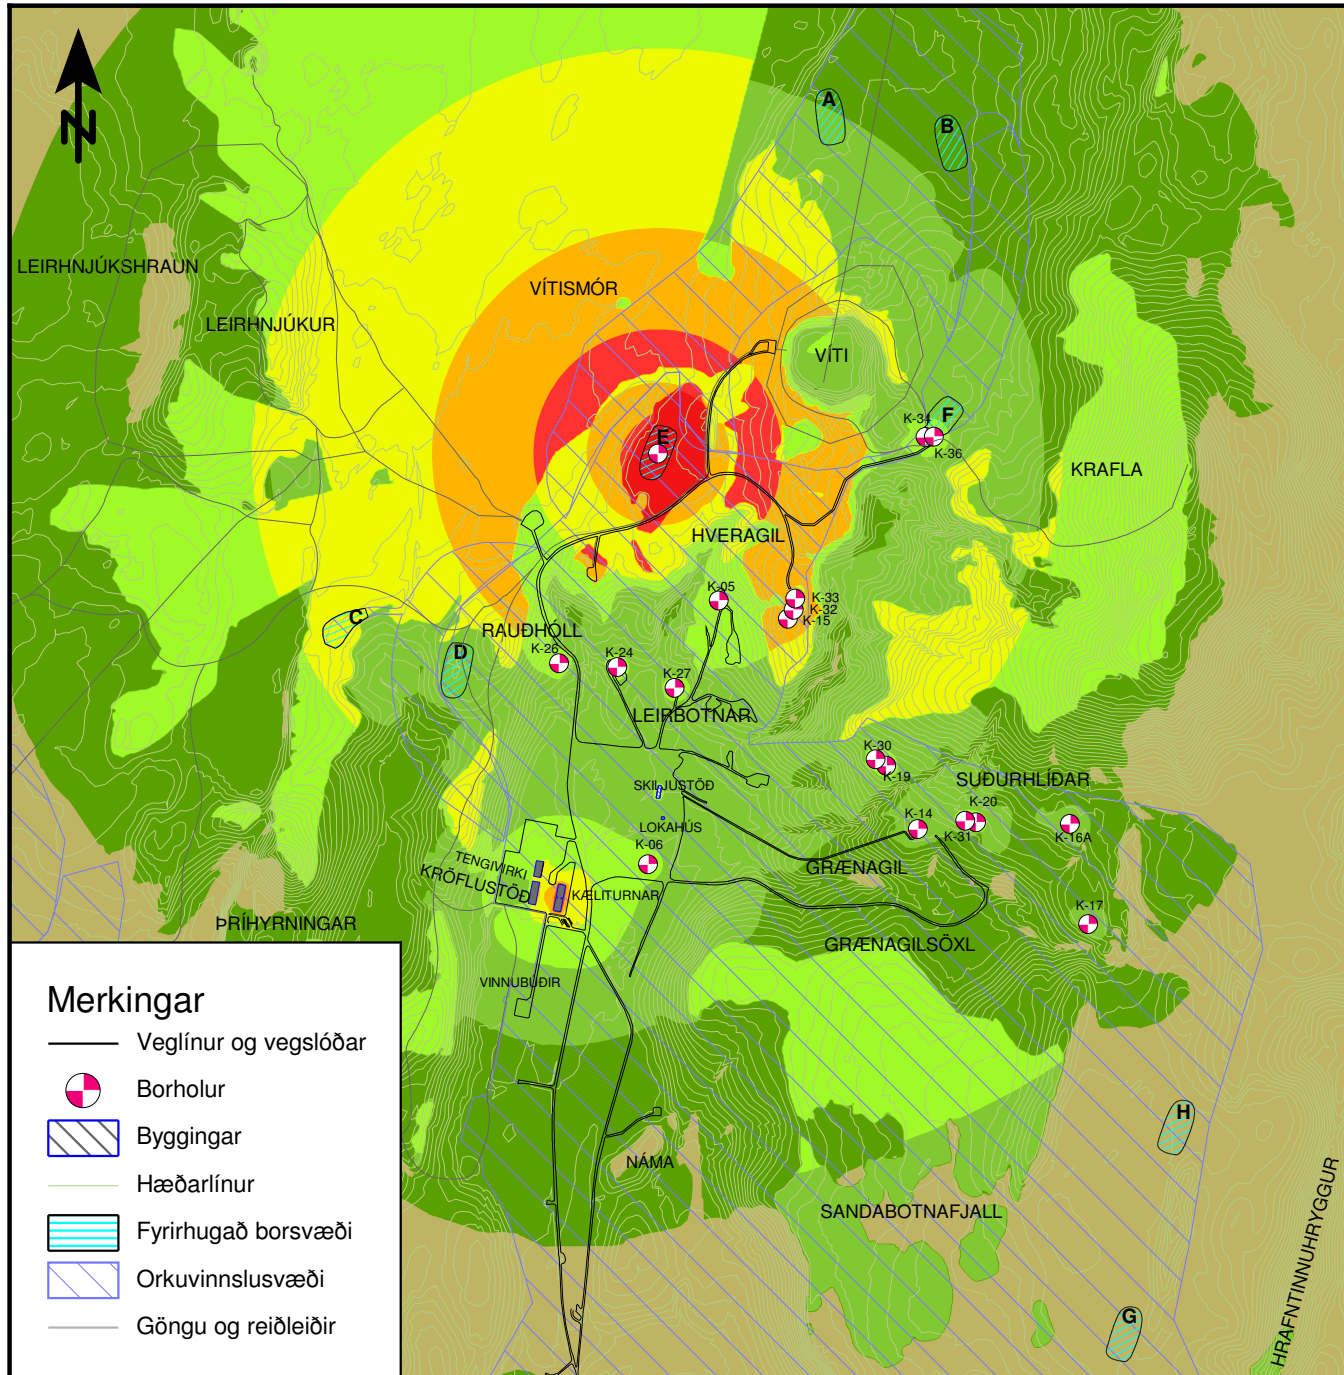 N
A
B
LEIRHNJÚKSHRAUN
VÍTISMÓR
LEIRHNJÚKUR
VÍTI
K-34
F
E
K-36
KRAFLA
HVERAGIL
K-05
K-33
K-32
K-15
C
RAUÐHÓLL
D
K-26
K-24
K-27
LEIRBOTNAR
K-30
K-19
SUÐURHLÍÐAR
SKILJUSTÖÐ
K-20
K-14
LOKAHÚS
K-31
K-16A
K-06
TENGIVIRKI
GRÆNAGIL
KRÖFLUSTÖÐ
KÆLITURNAR
K-17
ÞRÍHYRNINGAR
GRÆNAGILSÖXL
VINNUBÚÐIR
H
NÁMA
SANDABOTNAFJALL
HRAFNTINNUHRYGGUR
G
Merkingar
Veglínur og vegslóðar
Borholur
Byggingar
Hæðarlínur
Fyrirhugað borsvæði
Orkuvinnslusvæði
Göngu og reiðleiðir